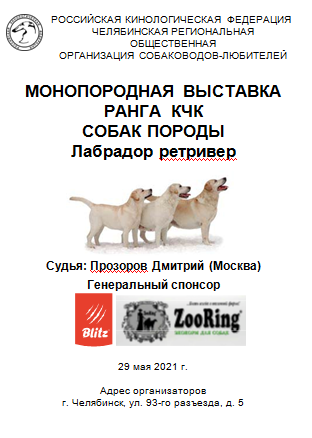 РОССИЙСКАЯ КИНОЛОГИЧЕСКАЯ ФЕДЕРАЦИЯ
ЧЕЛЯБИНСКАЯ РЕГИОНАЛЬНАЯ
ОБЩЕСТВЕННАЯ
ОРГАНИЗАЦИЯ СОБАКОВОДОВ-ЛЮБИТЕЛЕЙ
МОНОПОРОДНАЯ ВЫСТАВКА
РАНГА КЧК
СОБАК ПОРОДЫ
Лабрадор ретривер
Судья: Прозоров Дмитрий (Москва)
Генеральный спонсор
Blitz
ZooRing®
29 мая 2021 г.
Адрес организаторов
г. Челябинск, ул. 93-го разъезда, д. 5